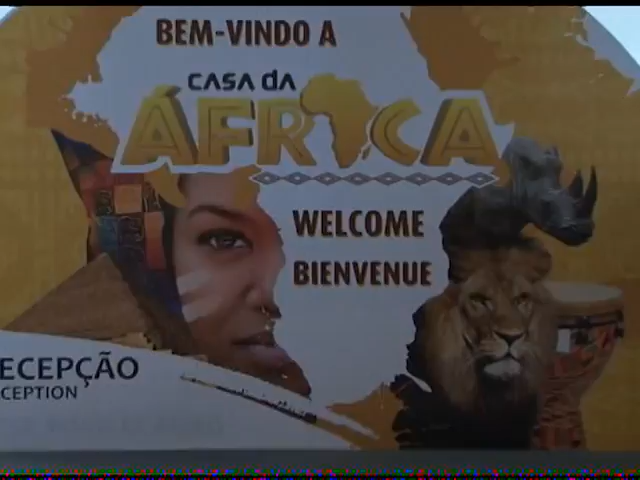 BEM-VINDO A
CASA DA
ÁFRICA
WELCOME
BIENVENUE
ECEPÇÃO
CEPTION